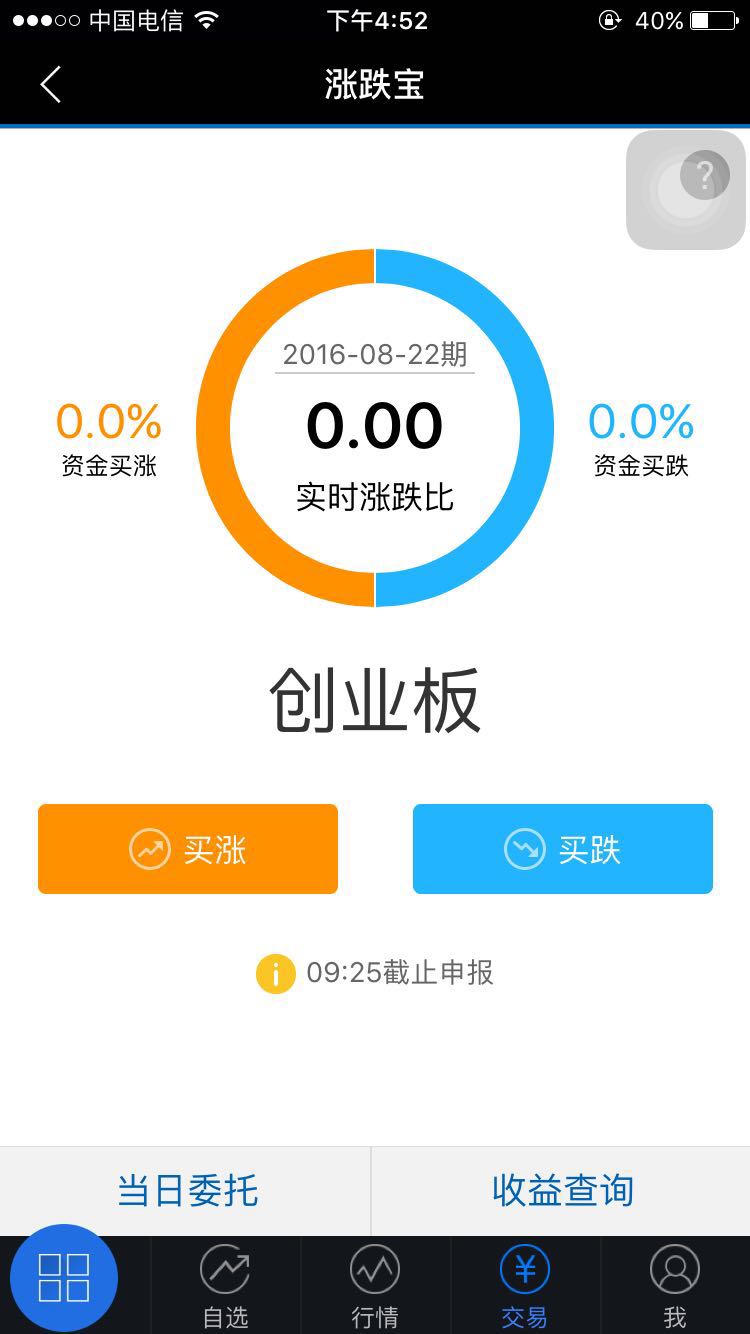 中国电信
下午4:52
40%
涨跌宝
?
2016-08-22期
0.00
实时涨跌比
0.0%
资金买涨
0.0%
资金买跌
创业板
买涨
买跌
09:25截止申报
当日委托
收益查询
自选
行情
¥
交易
我